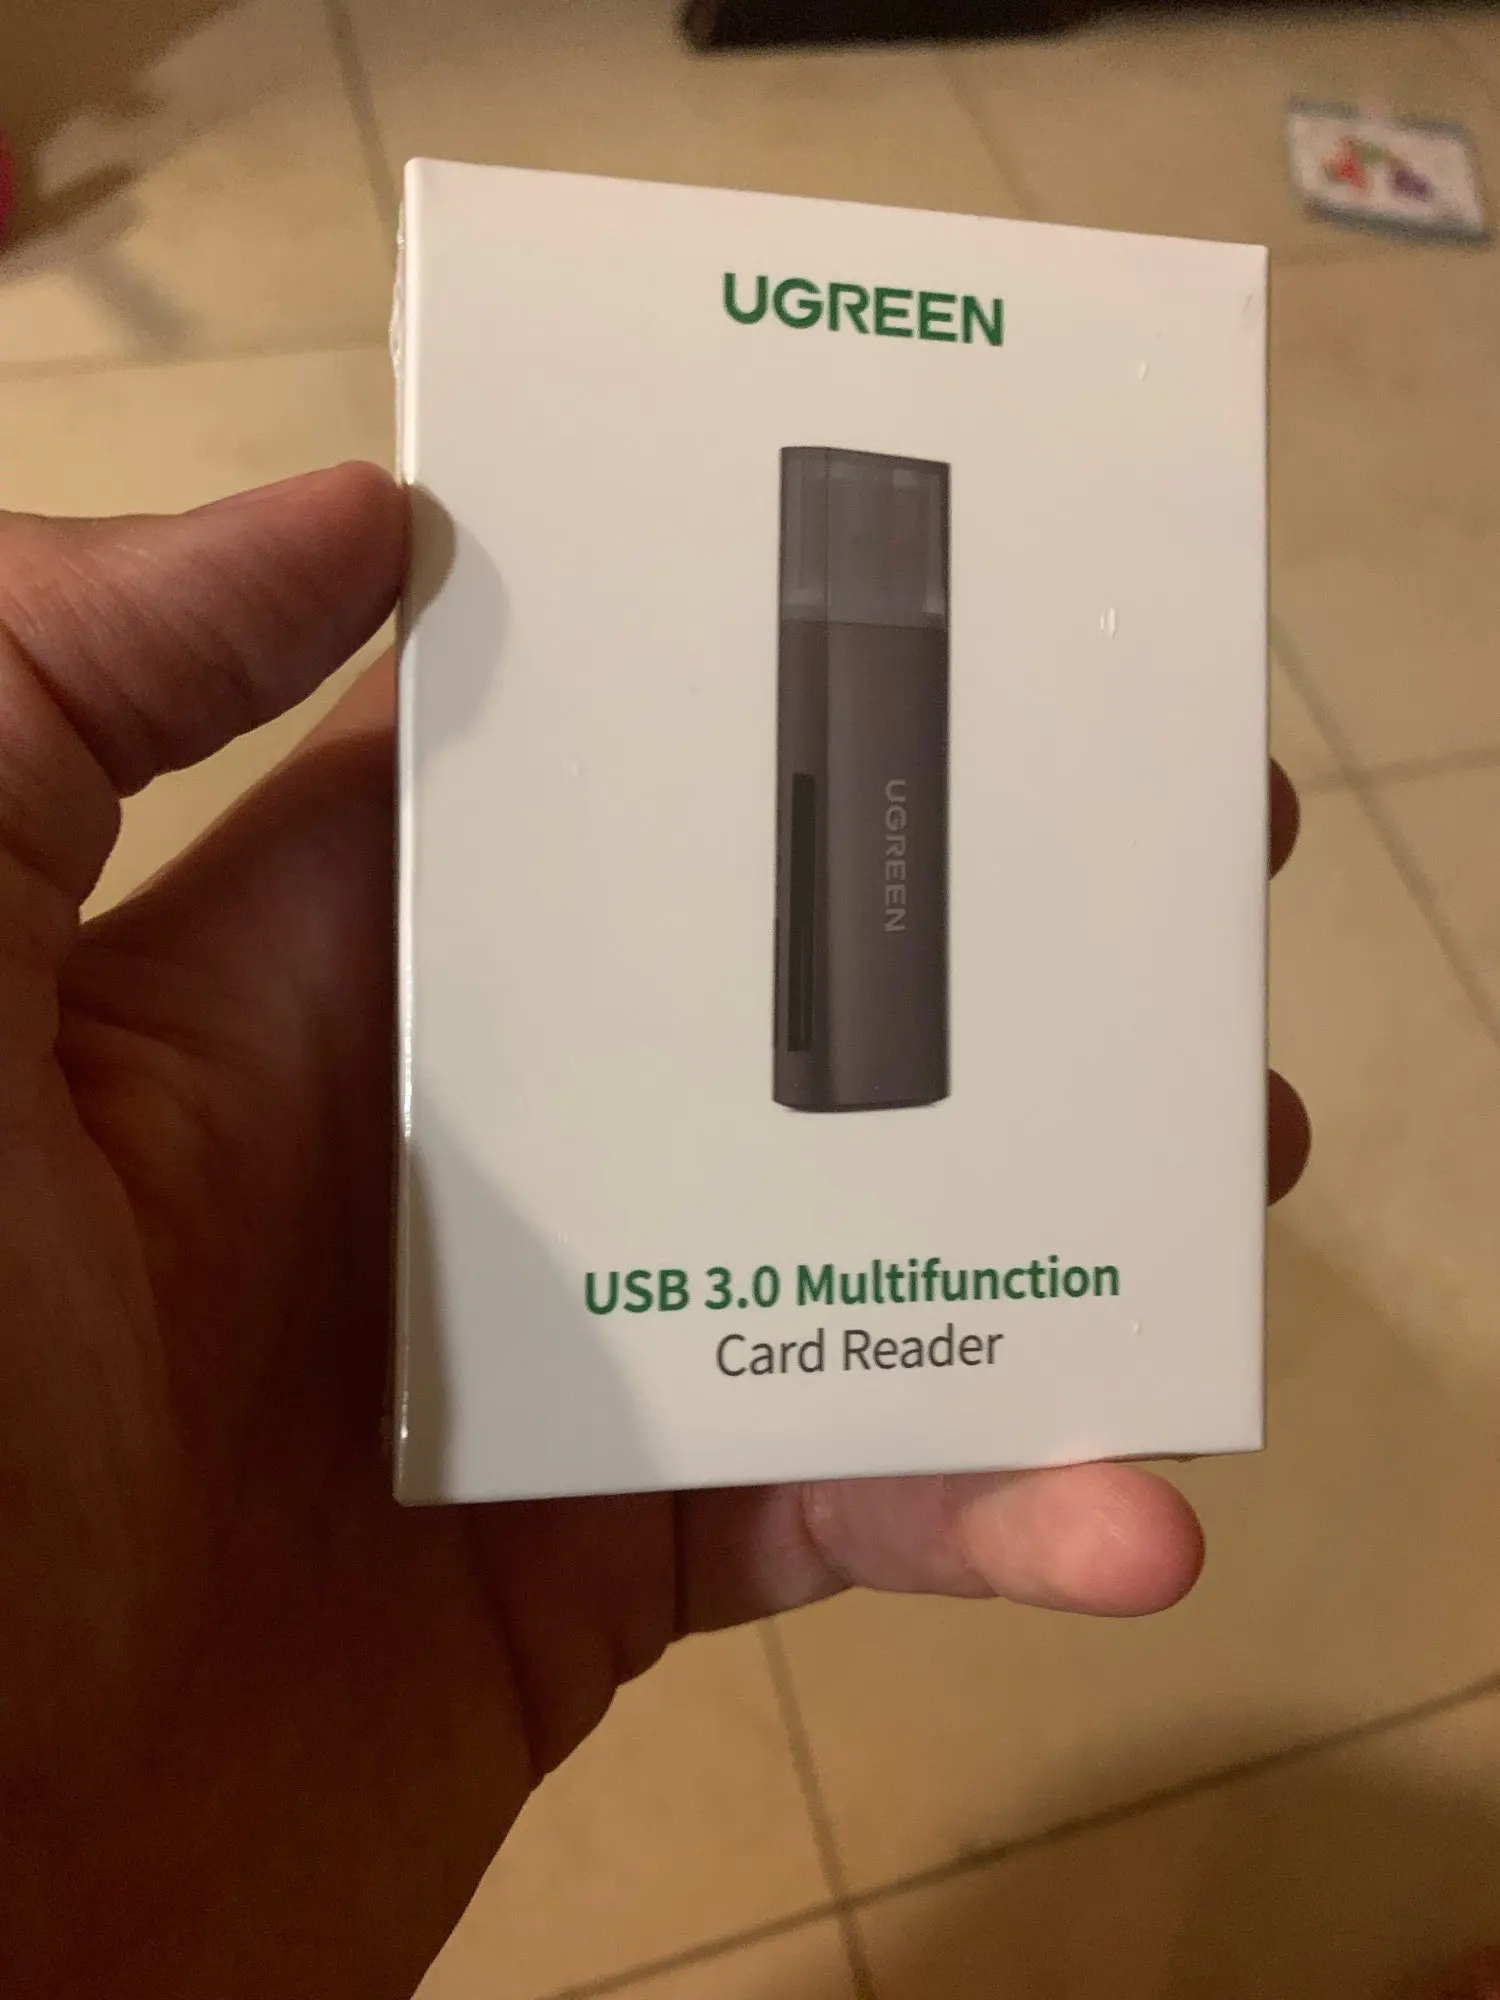 UGREEN
UGREEN
USB 3.0 Multifunction
Card Reader